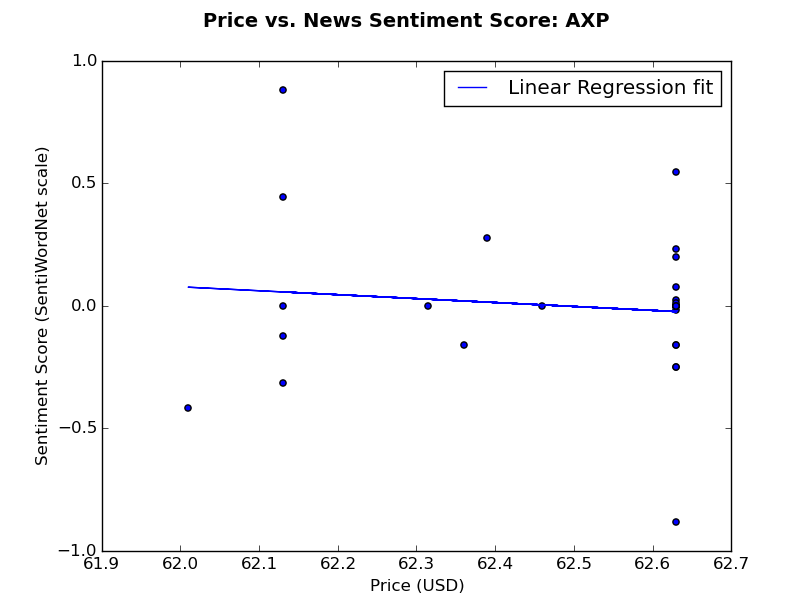 Price vs. News Sentiment Score: AXP
Linear Regression fit
Sentiment Score (SentiWordNet scale)
1.0
0.5
0.0
−0.5
−1.0
61.9 62.0 62.1 62.2 62.3 62.4 62.5 62.6 62.7
Price (USD)